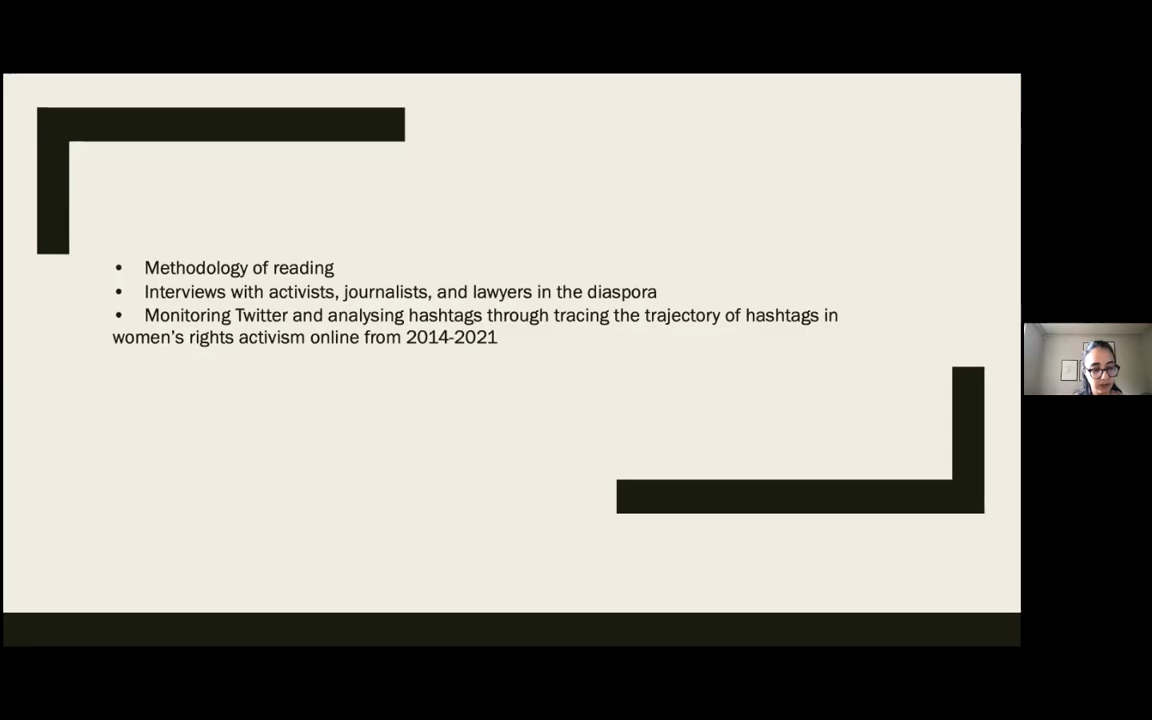 • Methodology of reading
• Interviews with activists, journalists, and lawyers in the diaspora
• Monitoring Twitter and analysing hashtags through tracing the trajectory of hashtags in
women’s rights activism online from 2014-2021